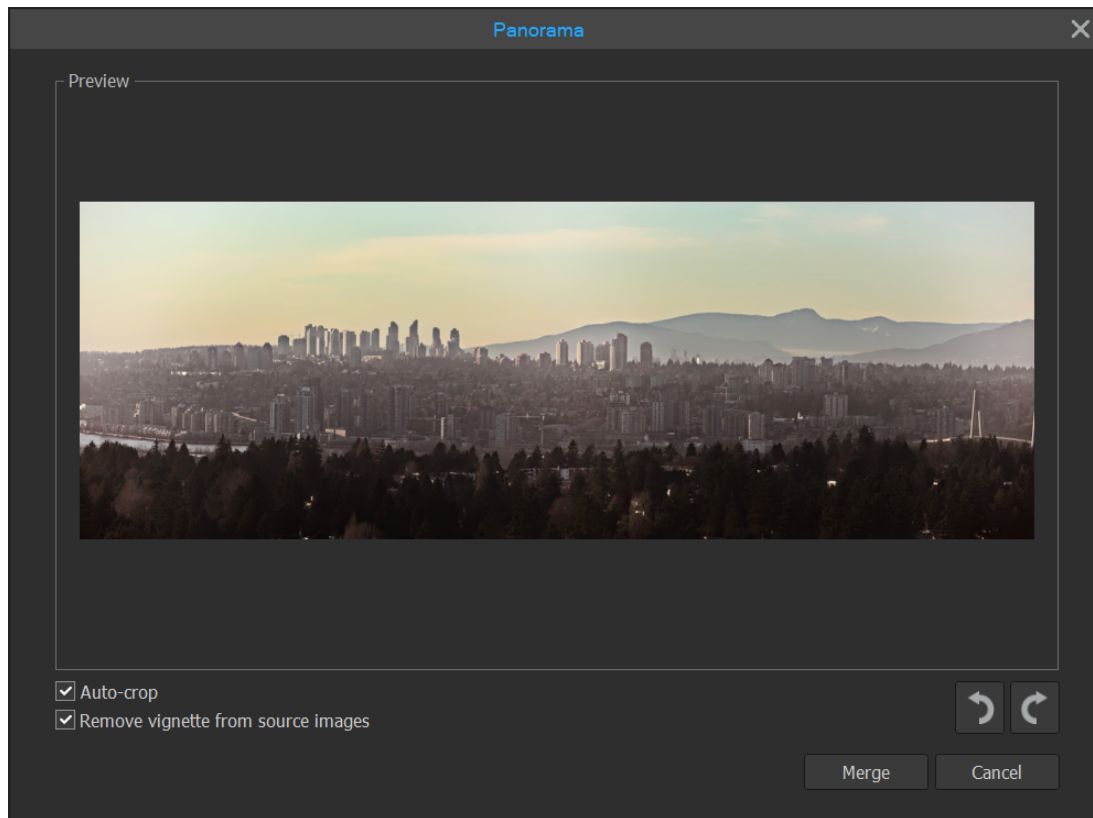 Panorama
Preview
Auto-crop
Remove vignette from source images
Merge
Cancel